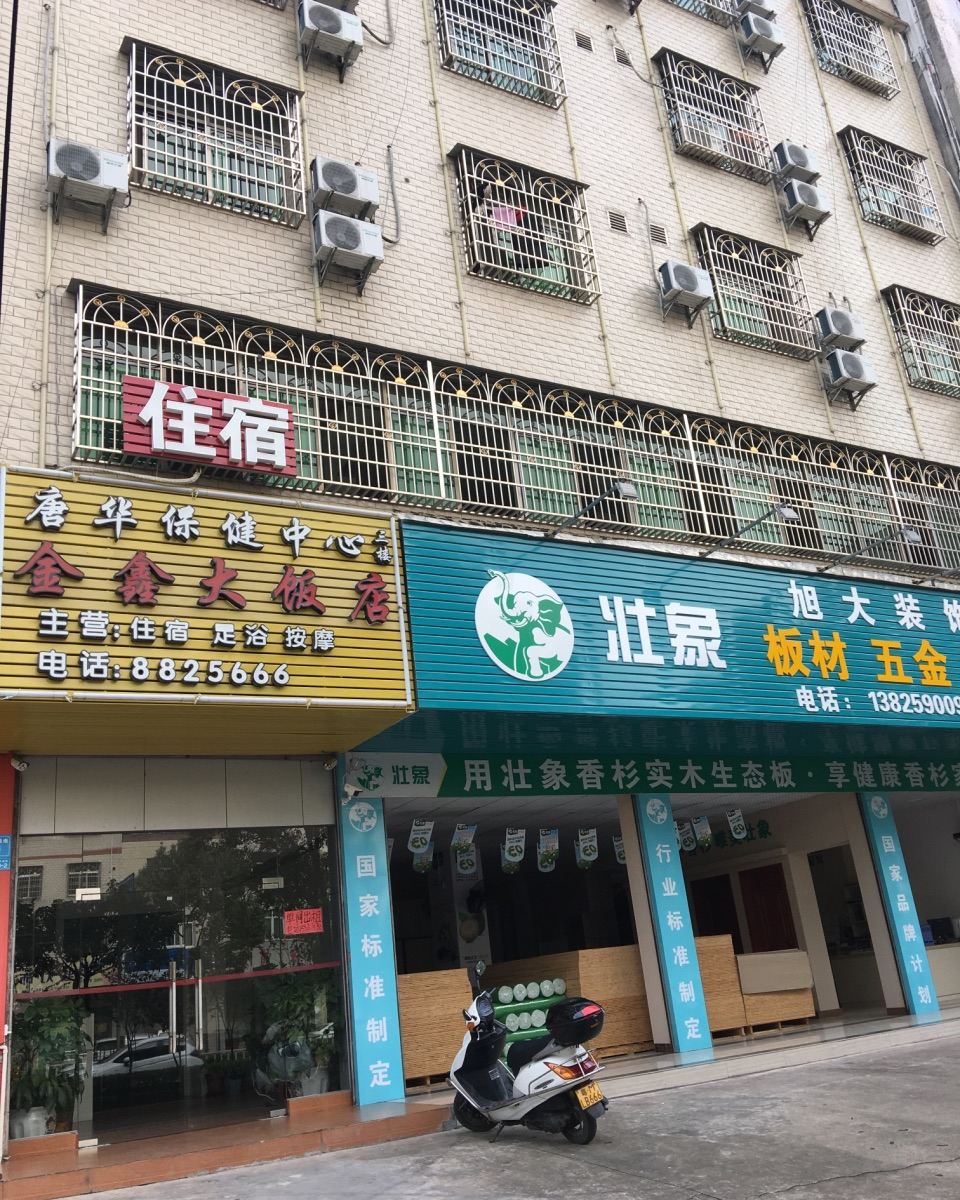 住宿
唐华保健中心 三楼
金鑫大饭店
主营:住宿 足浴 按摩
电话:8825666
壮象
旭大装饰
板材 五金
电话: 138259009
壮象 用壮象香杉实木生态板·享健康香杉
国家标准制定
行业标准制定
国家品牌计划